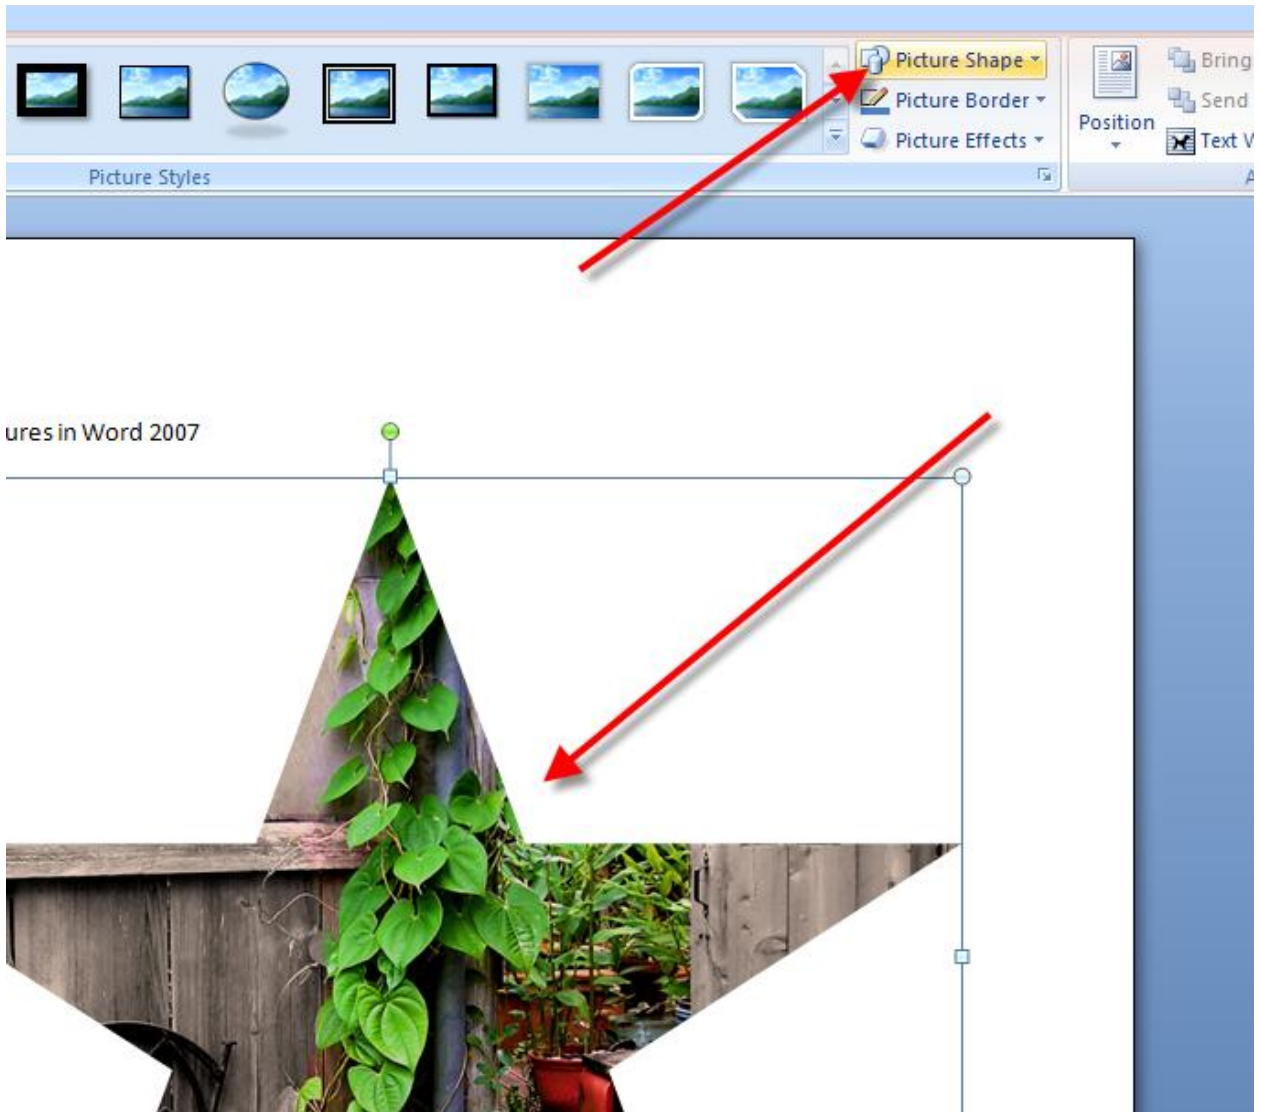 Picture Shape
Picture Border
Picture Effects
Position
Bring
Send
Text
Picture Styles
ures in Word 2007